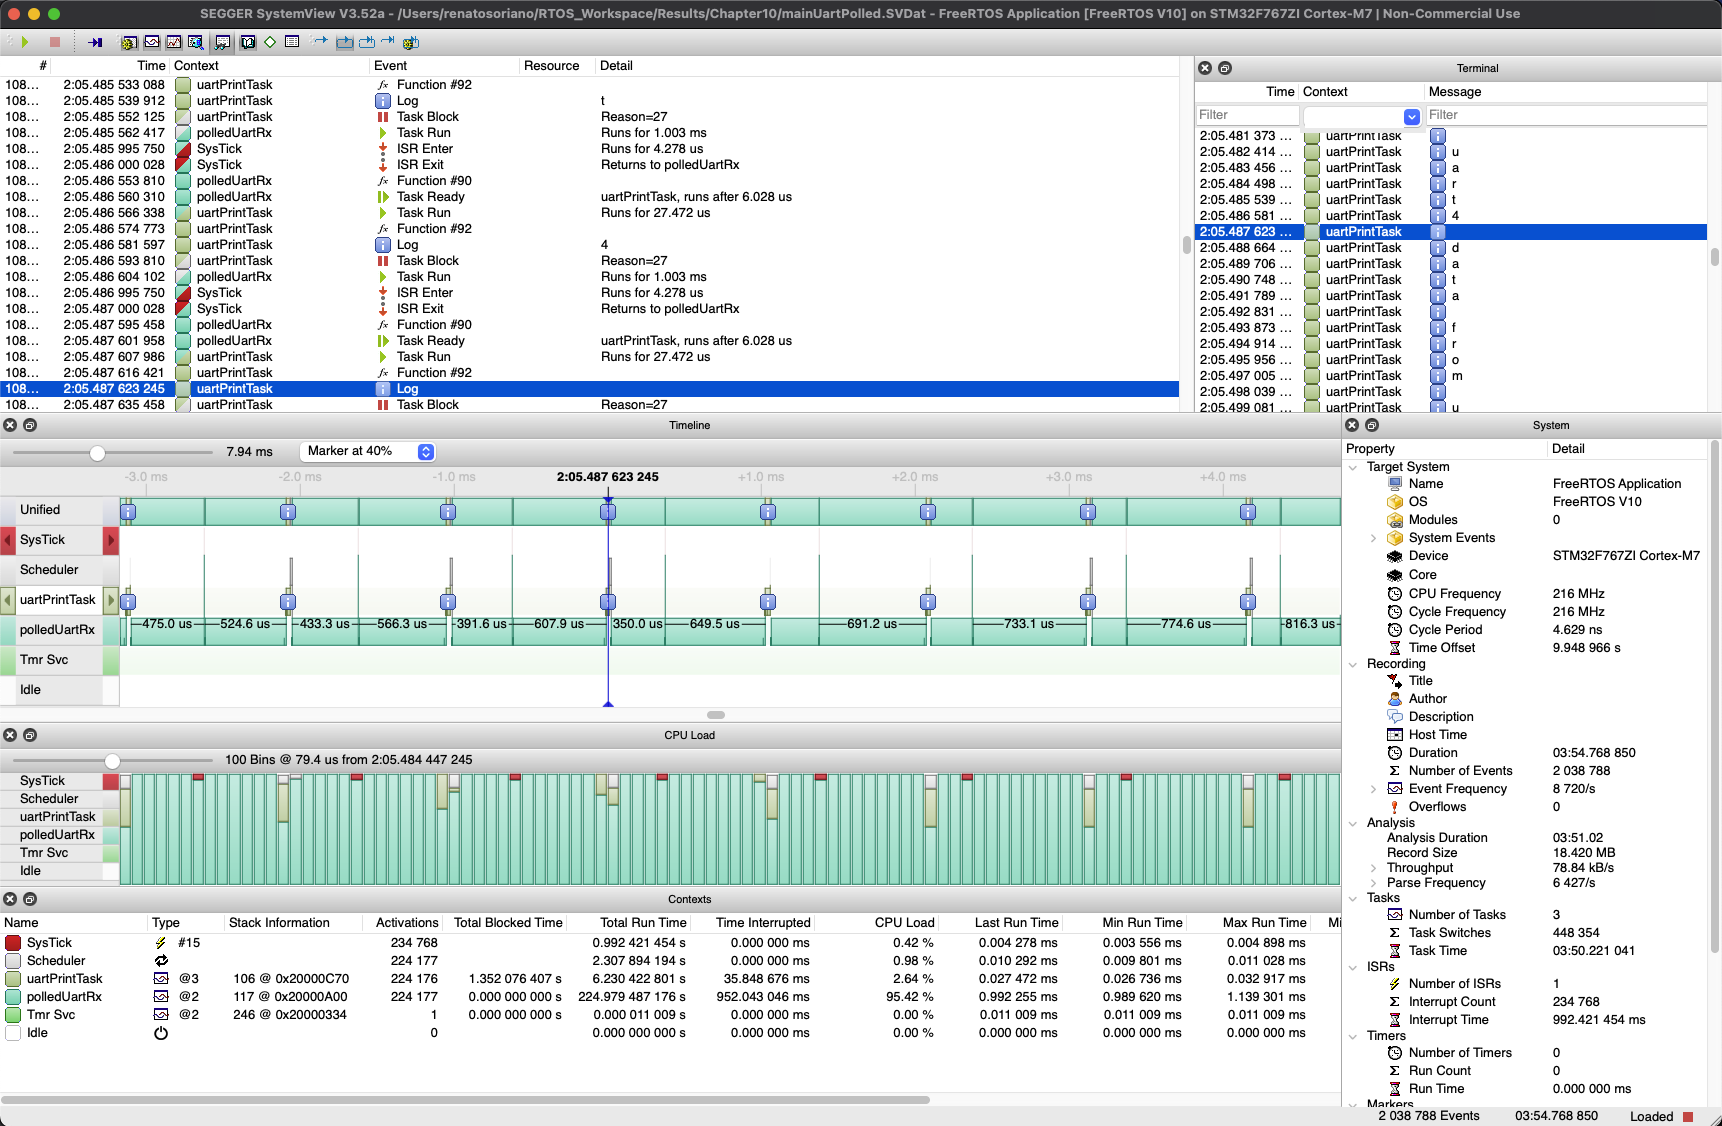 SEGGER SystemView V3.52a - /Users/renatosoriano/RTOS_Workspace/Results/Chapter10/mainUartPolled.SVDat - FreeRTOS Application [FreeRTOS V10] on STM32F767ZI Cortex-M7 | Non-Commercial Use
# Time Context Event Resource Detail
108... 2:05.485 533 088 uartPrintTask Function #92
108... 2:05.485 539 912 uartPrintTask Log t
108... 2:05.485 552 125 uartPrintTask Task Block Reason=27
108... 2:05.485 562 417 polledUartRx Task Run Runs for 1.003 ms
108... 2:05.485 995 750 SysTick ISR Enter Runs for 4.278 us
108... 2:05.486 000 028 SysTick ISR Exit Returns to polledUartRx
108... 2:05.486 553 810 polledUartRx Function #90
108... 2:05.486 560 310 polledUartRx Task Ready uartPrintTask, runs after 6.028 us
108... 2:05.486 566 338 uartPrintTask Task Run Runs for 27.472 us
108... 2:05.486 574 773 uartPrintTask Function #92
108... 2:05.486 581 597 uartPrintTask Log 4
108... 2:05.486 593 810 uartPrintTask Task Block Reason=27
108... 2:05.486 604 102 polledUartRx Task Run Runs for 1.003 ms
108... 2:05.486 995 750 SysTick ISR Enter Runs for 4.278 us
108... 2:05.487 000 028 SysTick ISR Exit Returns to polledUartRx
108... 2:05.487 595 458 polledUartRx Function #90
108... 2:05.487 601 958 polledUartRx Task Ready uartPrintTask, runs after 6.028 us
108... 2:05.487 607 986 uartPrintTask Task Run Runs for 27.472 us
108... 2:05.487 616 421 uartPrintTask Function #92
108... 2:05.487 623 245 uartPrintTask Log
108... 2:05.487 635 458 uartPrintTask Task Block Reason=27
Terminal
Time Context Message
Filter Filter
2:05.481 373 ... uartPrintTask
2:05.482 414 ... uartPrintTask u
2:05.483 456 ... uartPrintTask a
2:05.484 498 ... uartPrintTask r
2:05.485 539 ... uartPrintTask t
2:05.486 581 ... uartPrintTask 4
2:05.487 623 ... uartPrintTask
2:05.488 664 ... uartPrintTask d
2:05.489 706 ... uartPrintTask a
2:05.490 748 ... uartPrintTask t
2:05.491 789 ... uartPrintTask a
2:05.492 831 ... uartPrintTask
2:05.493 873 ... uartPrintTask f
2:05.494 914 ... uartPrintTask r
2:05.495 956 ... uartPrintTask o
2:05.497 005 ... uartPrintTask m
2:05.498 039 ... uartPrintTask
2:05.499 081 ... uartPrintTask u
Timeline
7.94 ms Marker at 40%
-3.0 ms -2.0 ms -1.0 ms 2:05.487 623 245 +1.0 ms +2.0 ms +3.0 ms +4.0 ms
Unified
SysTick
Scheduler
uartPrintTask
polledUartRx 475.0 us 524.6 us 433.3 us 566.3 us 391.6 us 607.9 us 350.0 us 649.5 us 691.2 us 733.1 us 774.6 us 816.3 us
Tmr Svc
Idle
CPU Load
100 Bins @ 79.4 us from 2:05.484 447 245
SysTick
Scheduler
uartPrintTask
polledUartRx
Tmr Svc
Idle
Contexts
Name Type Stack Information Activations Total Blocked Time Total Run Time Time Interrupted CPU Load Last Run Time Min Run Time Max Run Time Mi
SysTick #15 234 768 0.992 421 454 s 0.000 000 ms 0.42 % 0.004 278 ms 0.003 556 ms 0.004 898 ms
Scheduler 224 177 2.307 894 194 s 0.000 000 ms 0.98 % 0.010 292 ms 0.009 801 ms 0.011 028 ms
uartPrintTask @3 106 @ 0x20000C70 224 176 1.352 076 407 s 6.230 422 801 s 35.848 676 ms 2.64 % 0.027 472 ms 0.026 736 ms 0.032 917 ms
polledUartRx @2 117 @ 0x20000A00 224 177 0.000 000 000 s 224.979 487 176 s 952.043 046 ms 95.42 % 0.992 255 ms 0.989 620 ms 1.139 301 ms
Tmr Svc @2 246 @ 0x20000334 1 0.000 000 000 s 0.000 011 009 s 0.000 000 ms 0.00 % 0.011 009 ms 0.011 009 ms 0.011 009 ms
Idle 0 0.000 000 000 s 0.000 000 ms 0.00 % 0.000 000 ms 0.000 000 ms 0.000 000 ms
System
Property Detail
Target System
Name FreeRTOS Application
OS FreeRTOS V10
Modules 0
System Events
Device STM32F767ZI Cortex-M7
Core
CPU Frequency 216 MHz
Cycle Frequency 216 MHz
Cycle Period 4.629 ns
Time Offset 9.948 966 s
Recording
Title
Author
Description
Host Time
Duration 03:54.768 850
Number of Events 2 038 788
Event Frequency 8 720/s
Overflows 0
Analysis
Analysis Duration 03:51.02
Record Size 18.420 MB
Throughput 78.84 kB/s
Parse Frequency 6 427/s
Tasks
Number of Tasks 3
Task Switches 448 354
Task Time 03:50.221 041
ISRs
Number of ISRs 1
Interrupt Count 234 768
Interrupt Time 992.421 454 ms
Timers
Number of Timers 0
Run Count 0
Run Time 0.000 000 ms
Markers
2 038 788 Events 03:54.768 850 Loaded